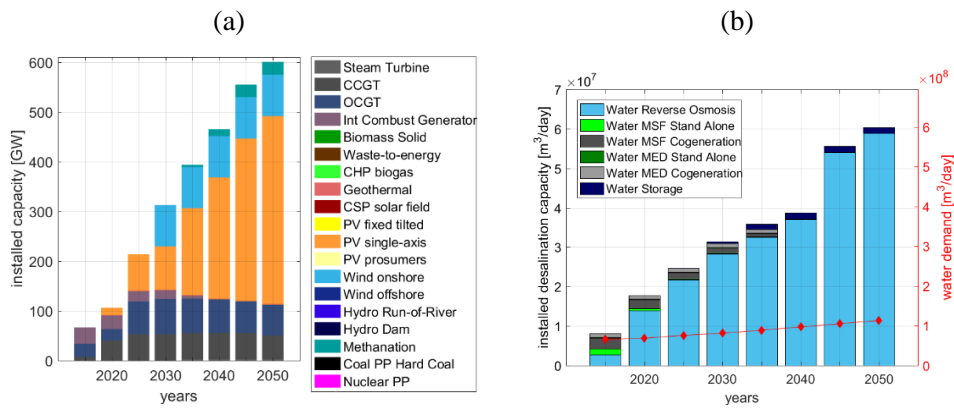 (a)
600
500
400
300
200
100
0
installed capacity [GW]
2020 2030 2040 2050
years
Steam Turbine
CCGT
OCGT
Int Combust Generator
Biomass Solid
Waste-to-energy
CHP biogas
Geothermal
CSP solar field
PV fixed tilted
PV single-axis
PV prosumers
Wind onshore
Wind offshore
Hydro Run-of-River
Hydro Dam
Methanation
Coal PP Hard Coal
Nuclear PP
(b)
×10^7
7
6
5
4
3
2
1
0
installed desalination capacity [m^3/day]
Water Reverse Osmosis
Water MSF Stand Alone
Water MSF Cogeneration
Water MED Stand Alone
Water MED Cogeneration
Water Storage
2020 2030 2040 2050
years
×10^8
6
5
4
3
2
1
0
water demand [m^3/day]